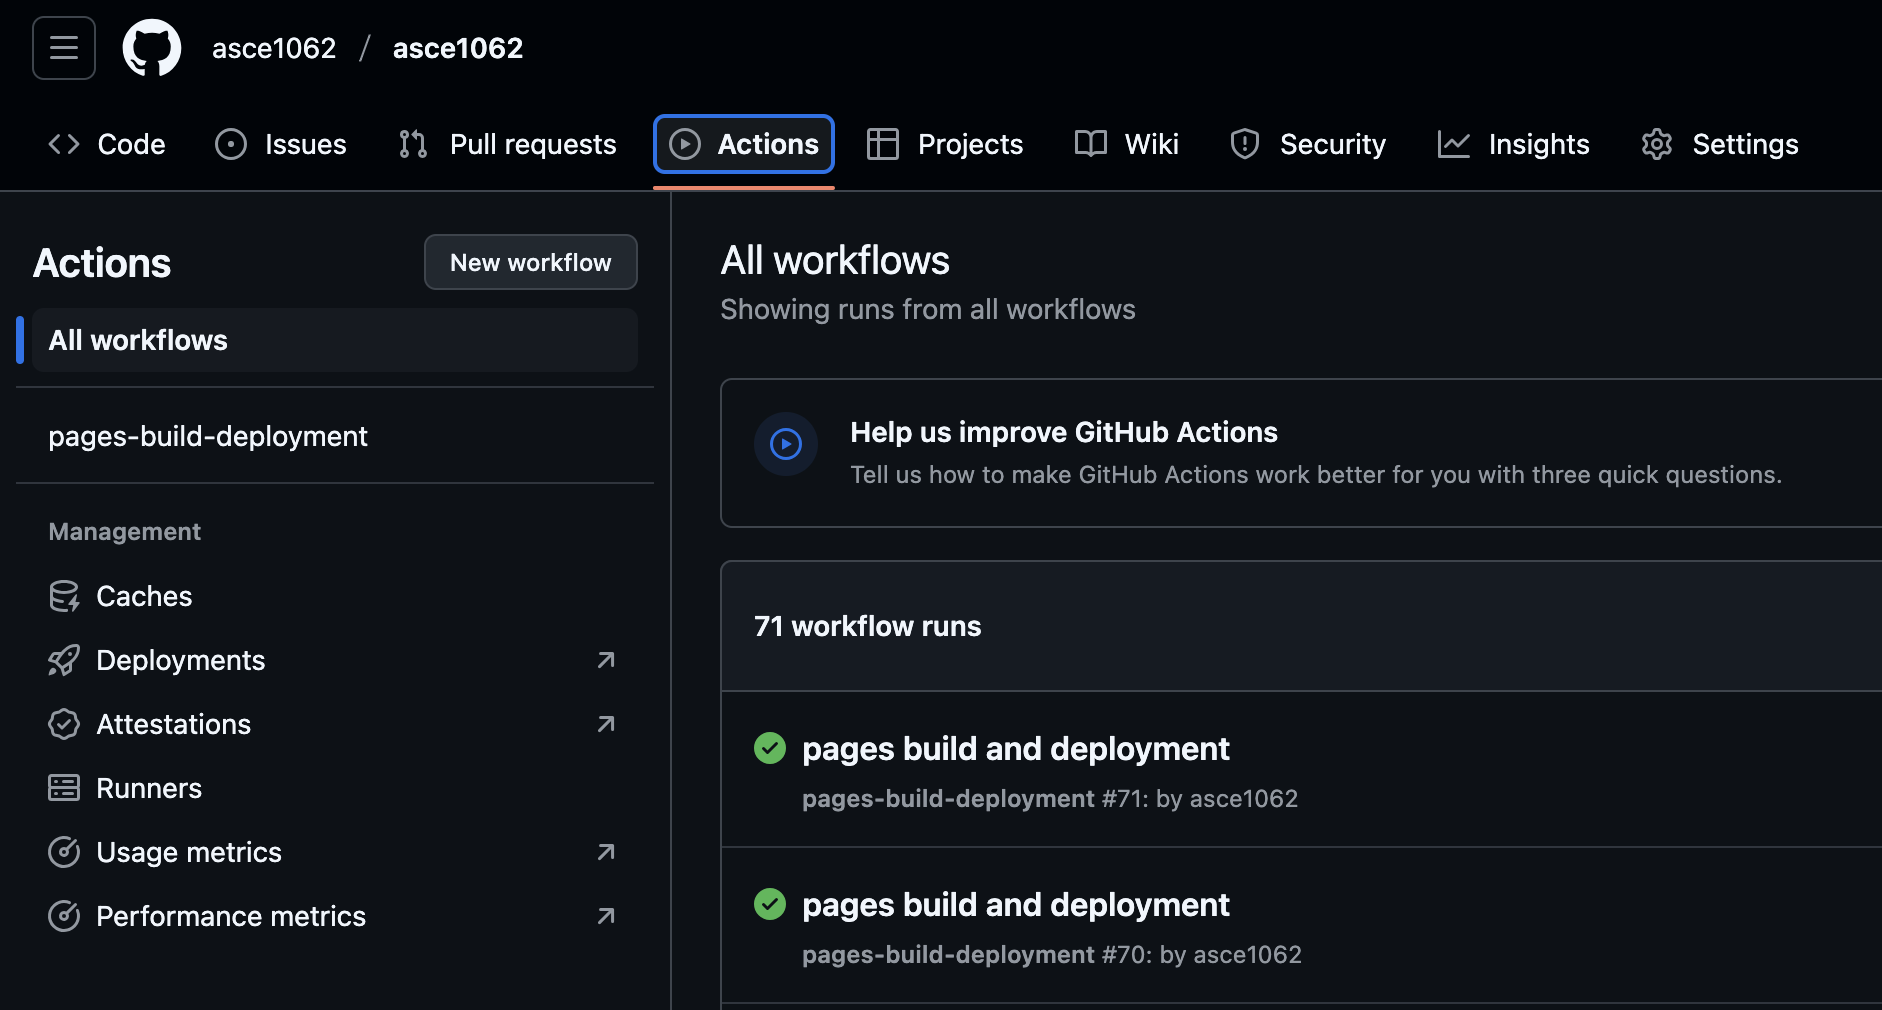 asce1062 / asce1062
Code Issues Pull requests Actions Projects Wiki Security Insights Settings
Actions
New workflow
All workflows
pages-build-deployment
Management
Caches
Deployments
Attestations
Runners
Usage metrics
Performance metrics
All workflows
Showing runs from all workflows
Help us improve GitHub Actions
Tell us how to make GitHub Actions work better for you with three quick questions.
71 workflow runs
pages build and deployment
pages-build-deployment #71: by asce1062
pages build and deployment
pages-build-deployment #70: by asce1062